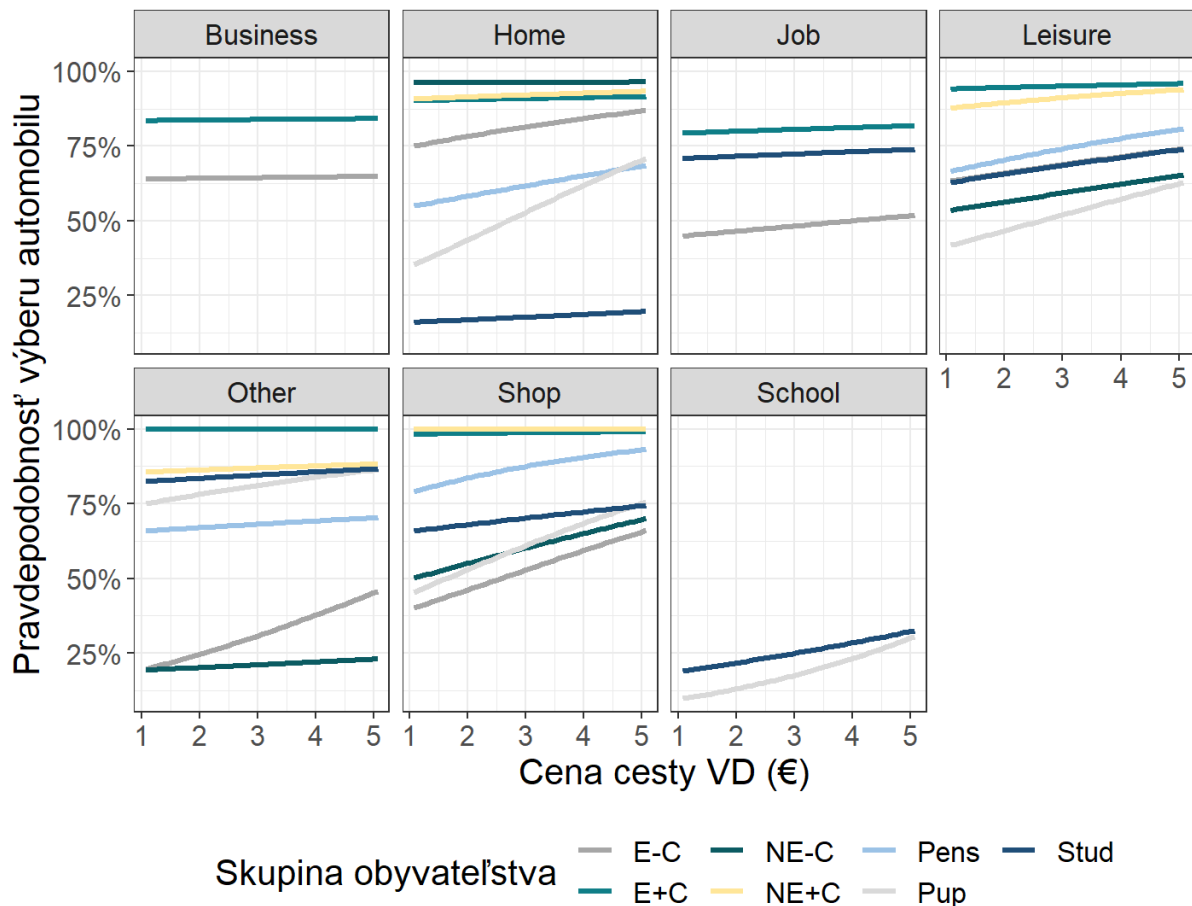 Business Home Job Leisure
100%
75%
50%
25%
1 2 3 4 5
Other Shop School
100%
75%
50%
25%
1 2 3 4 5 1 2 3 4 5 1 2 3 4 5
Pravdepodobnosť výberu automobilu
Cena cesty VD (€)
Skupina obyvateľstva
E-C NE-C Pens Stud
E+C NE+C Pup